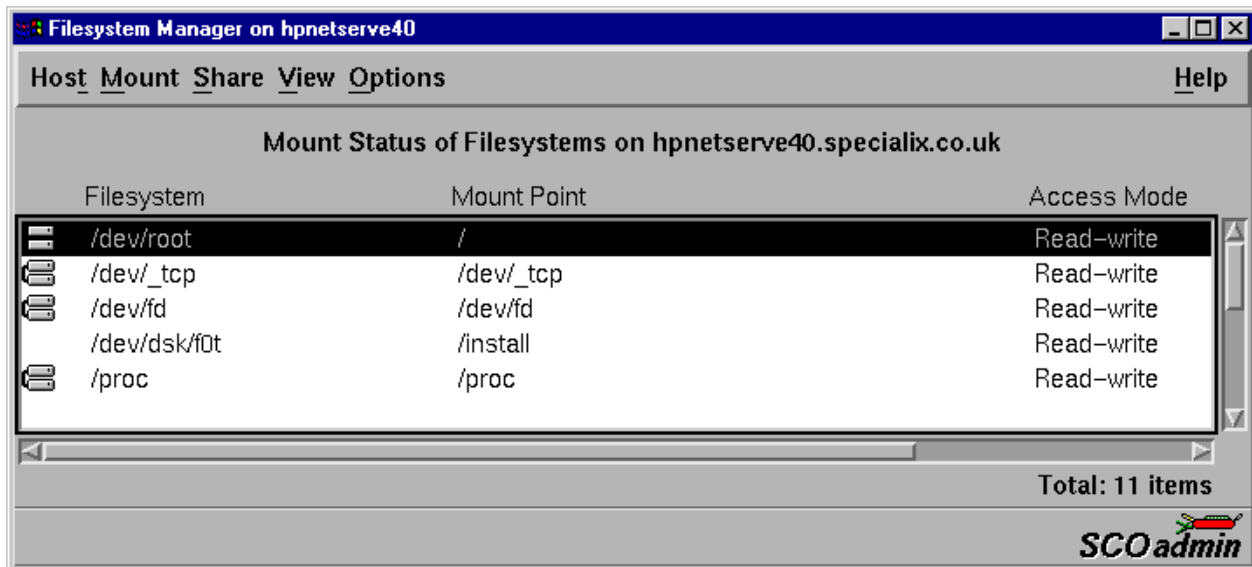 Filesystem Manager on hpnetserve40
Host Mount Share View Options Help
Mount Status of Filesystems on hpnetserve40.specialix.co.uk
Filesystem Mount Point Access Mode
/dev/root / Read-write
/dev/_tcp /dev/_tcp Read-write
/dev/fd /dev/fd Read-write
/dev/dsk/f0t /install Read-write
/proc /proc Read-write
Total: 11 items
SCOadmin